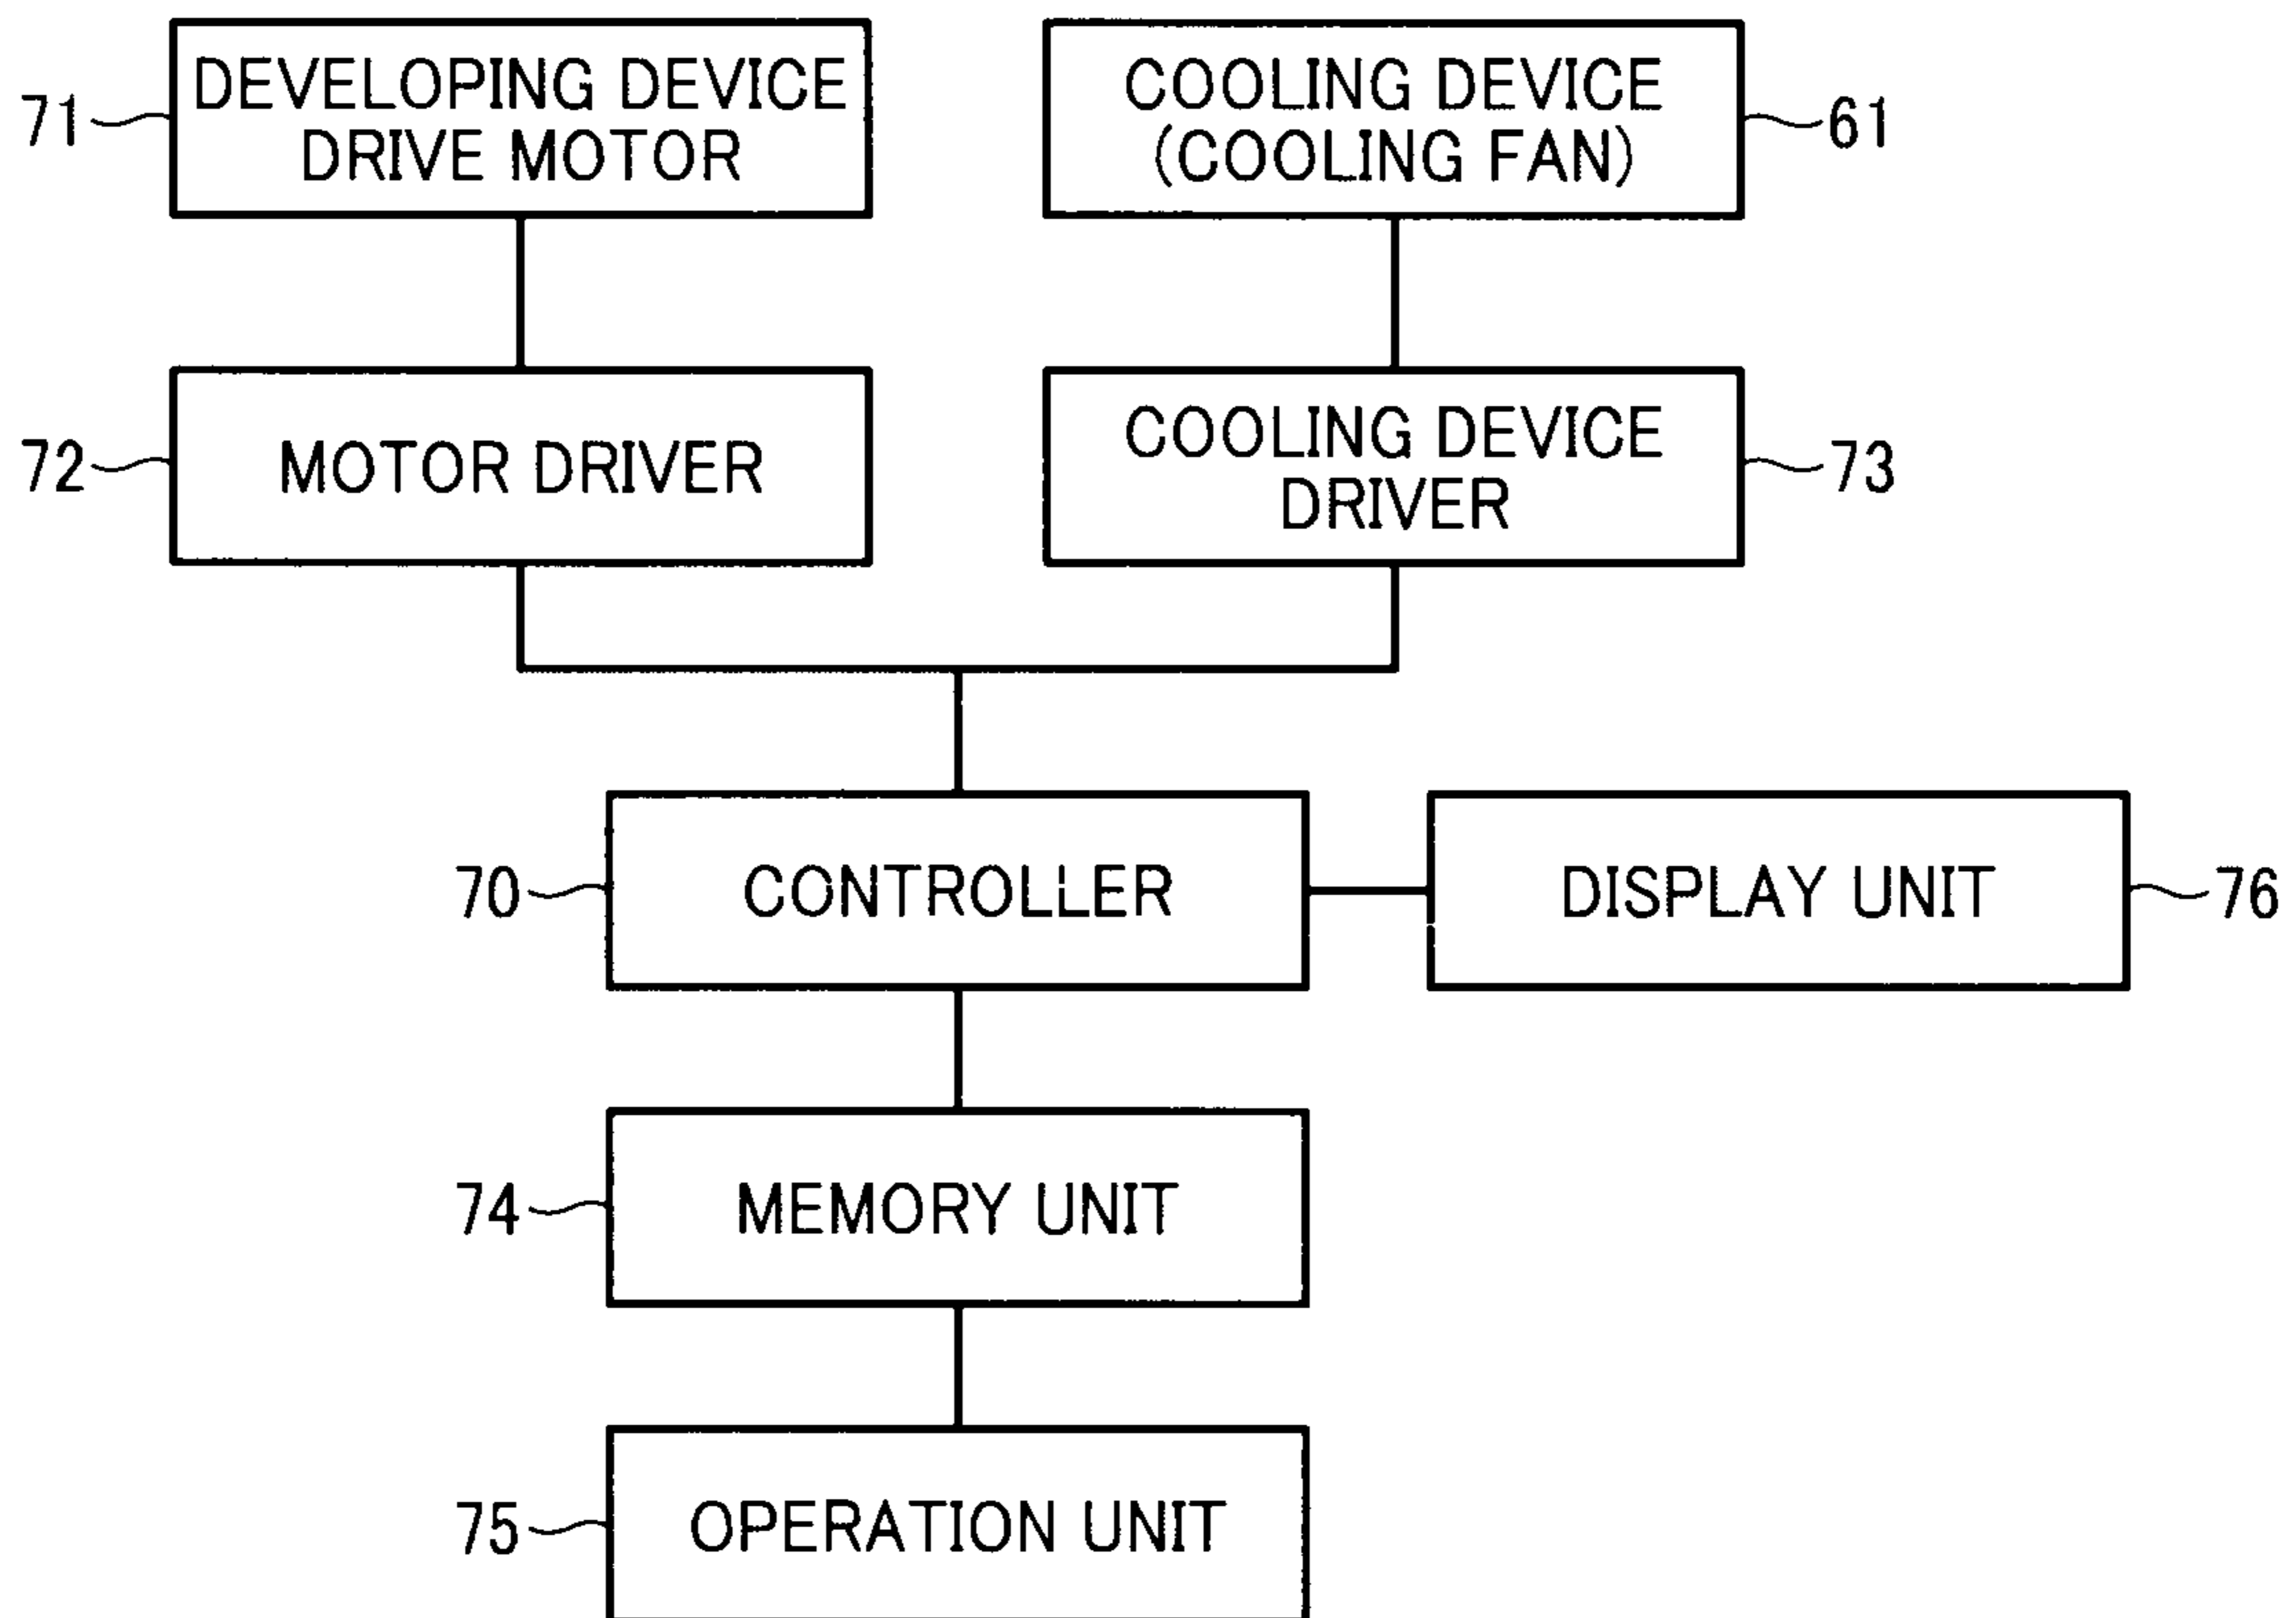 DEVELOPING DEVICE
DRIVE MOTOR
71
COOLING DEVICE
(COOLING FAN)
61
MOTOR DRIVER
72
COOLING DEVICE
DRIVER
73
70
CONTROLLER
DISPLAY UNIT
76
74
MEMORY UNIT
75
OPERATION UNIT